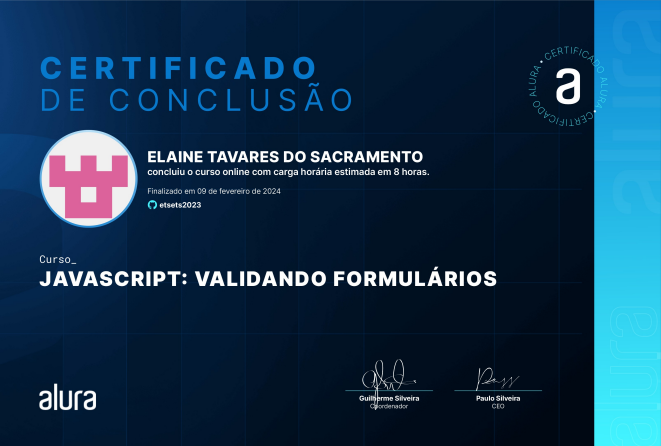 CERTIFICADO
DE CONCLUSÃO
CERTIFICADO ALURA • CERTIFICADO ALURA •
a
ELAINE TAVARES DO SACRAMENTO
concluiu o curso online com carga horária estimada em 8 horas.
Finalizado em 09 de fevereiro de 2024
etsets2023
Curso_
JAVASCRIPT: VALIDANDO FORMULÁRIOS
Guilherme Silveira
Coordenador
Paulo Silveira
CEO
alura
alura
alura